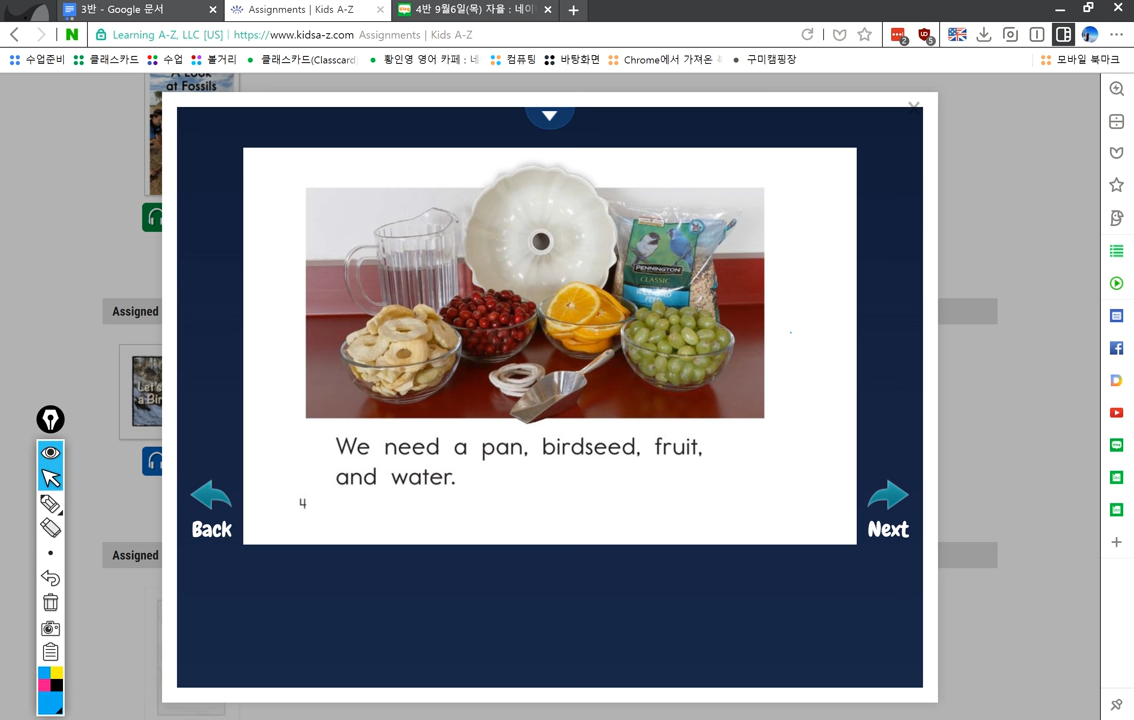 3반 - Google 문서
Assignments | Kids A-Z
4반 9월6일(목) 자율 : 네이
Learning A-Z, LLC [US] | https://www.kidsa-z.com Assignments | Kids A-Z
수업준비 클래스카드 수업 볼거리 클래스카드(Classcard 황인영 영어 카페 : 네 컴퓨팅 바탕화면 Chrome에서 가져온 구미캠핑장 모바일 북마크
A Look
at Fossils
PENNINGTON
CLASSIC
Assigned
Let's
a Bir
We need a pan, birdseed, fruit,
and water.
4
Back
Next
Assigned